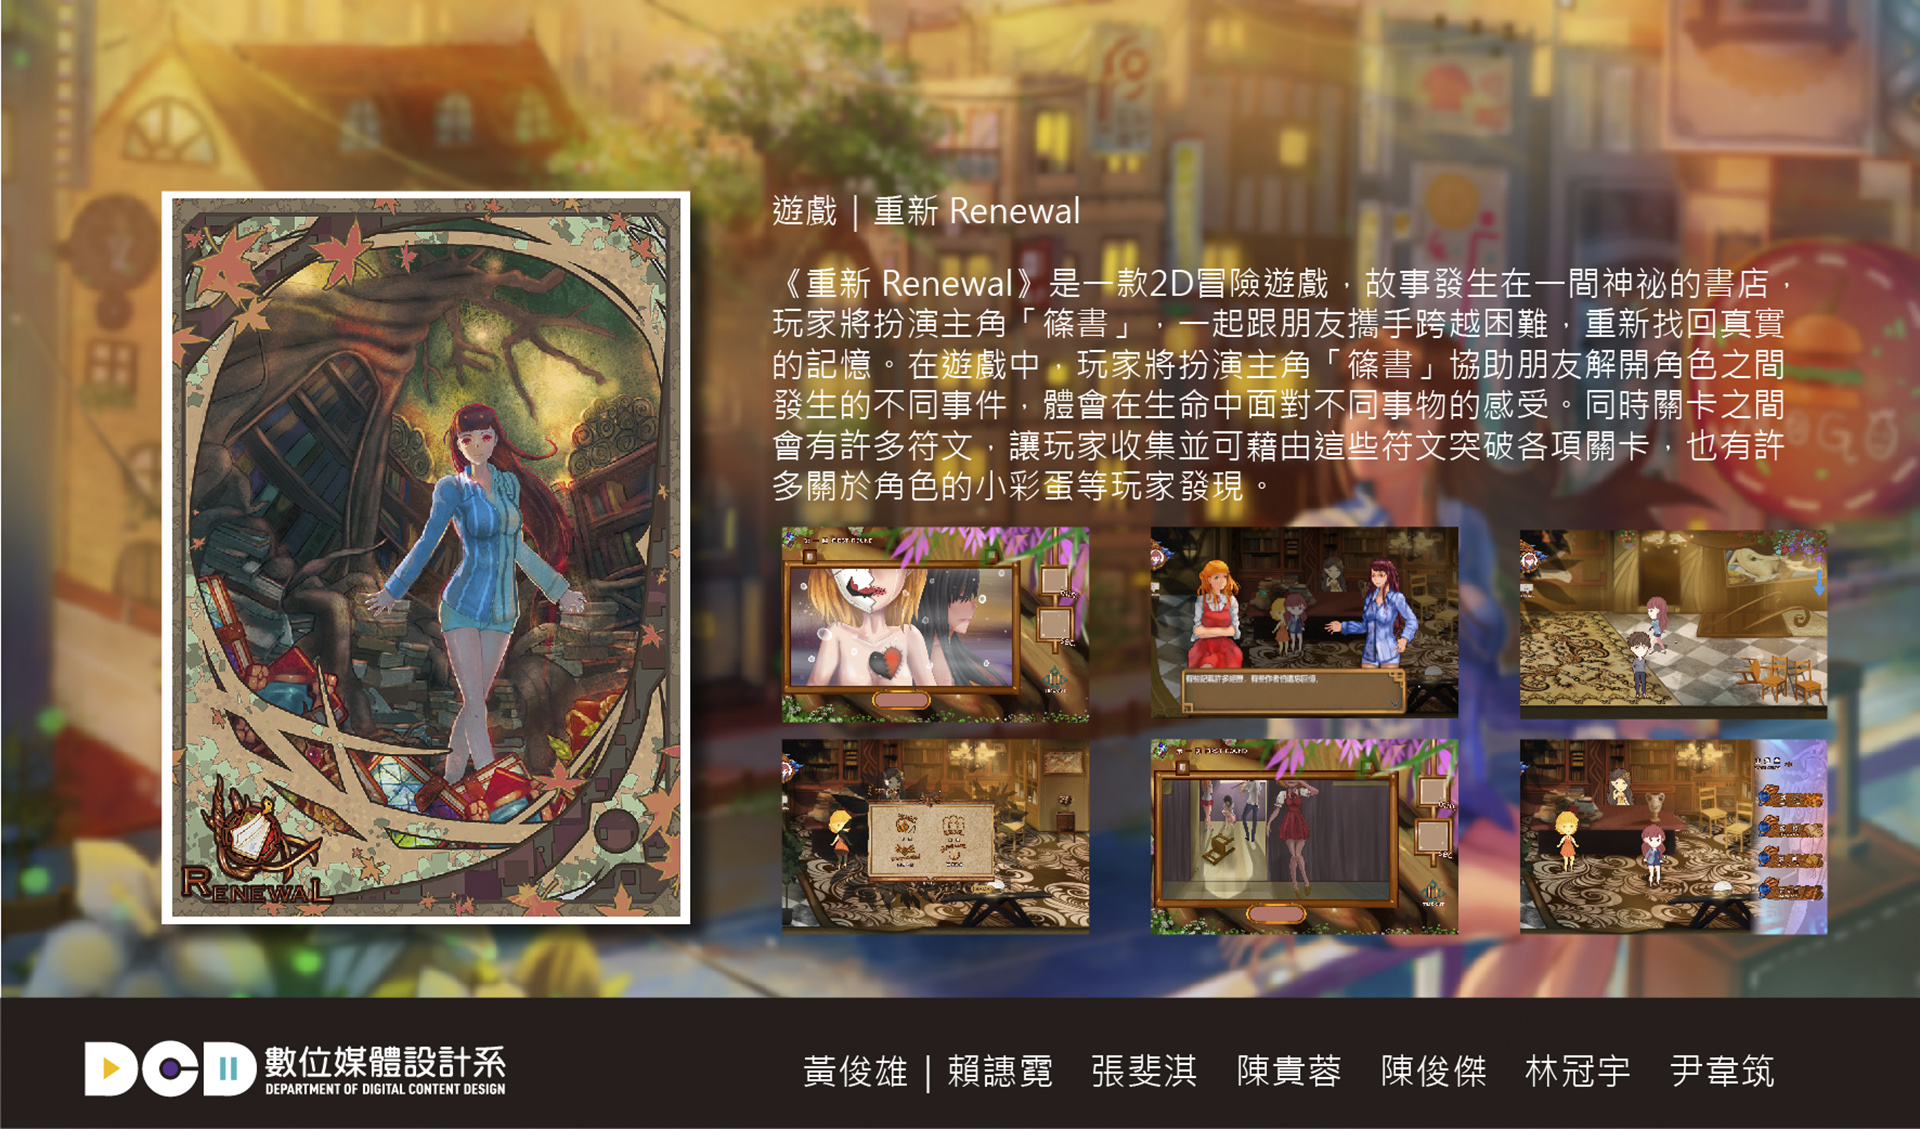 遊戲｜重新 Renewal
《重新 Renewal》是一款2D冒險遊戲，故事發生在一間神祕的書店，
玩家將扮演主角「篠書」，一起跟朋友攜手跨越困難，重新找回真實
的記憶。在遊戲中，玩家將扮演主角「篠書」協助朋友解開角色之間
發生的不同事件，體會在生命中面對不同事物的感受。同時關卡之間
會有許多符文，讓玩家收集並可藉由這些符文突破各項關卡，也有許
多關於角色的小彩蛋等玩家發現。
RENEWAL
DCD 數位媒體設計系
DEPARTMENT OF DIGITAL CONTENT DESIGN
黃俊雄｜賴譓霓 張斐淇 陳貴蓉 陳俊傑 林冠宇 尹韋筑